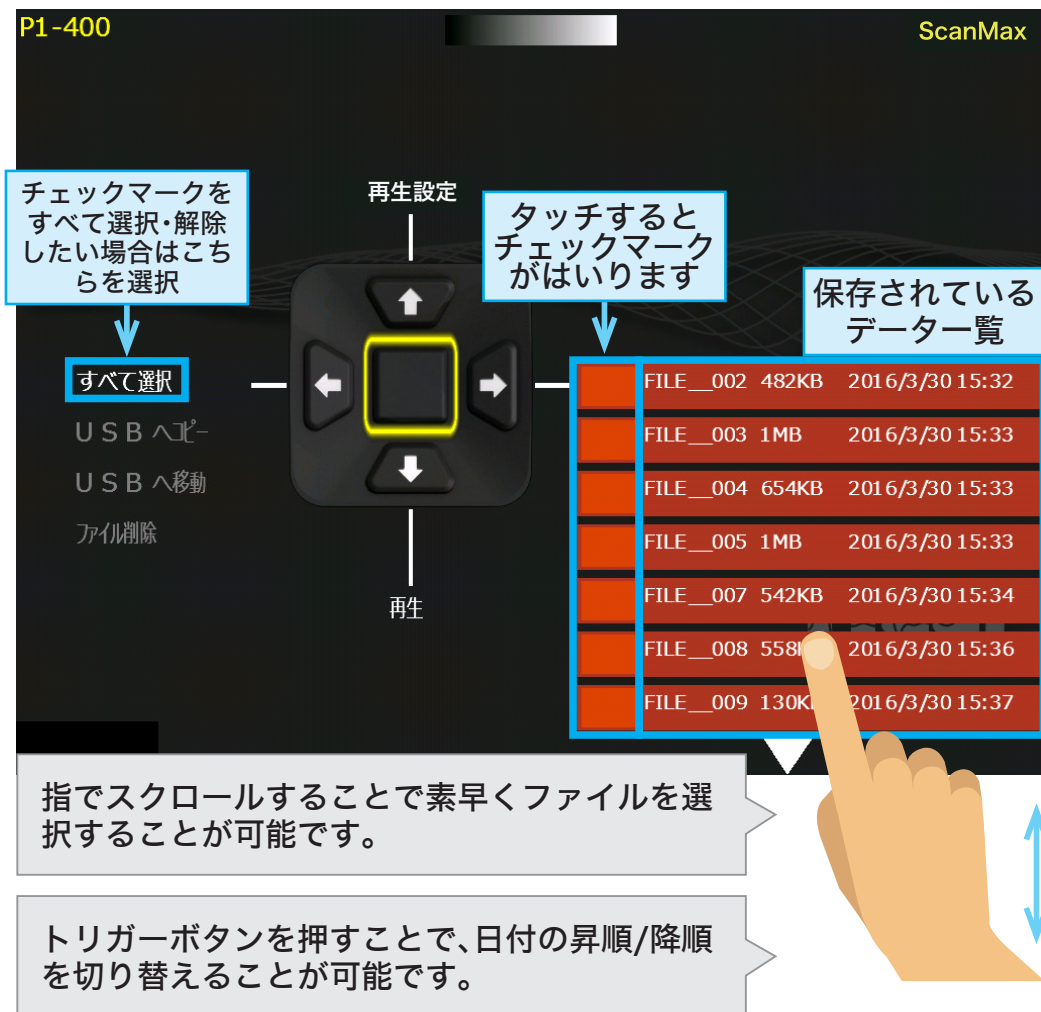 P1-400
ScanMax
チェックマークを
すべて選択・解除
したい場合はこち
らを選択
再生設定
タッチすると
チェックマーク
がはいります
保存されている
データ一覧
すべて選択
USBへコピー
USBへ移動
ファイル削除
再生
FILE__002 482KB 2016/3/30 15:32
FILE__003 1MB 2016/3/30 15:33
FILE__004 654KB 2016/3/30 15:33
FILE__005 1MB 2016/3/30 15:33
FILE__007 542KB 2016/3/30 15:34
FILE__008 558K 2016/3/30 15:36
FILE__009 130K 2016/3/30 15:37
指でスクロールすることで素早くファイルを選
択することが可能です。
トリガーボタンを押すことで、日付の昇順/降順
を切り替えることが可能です。